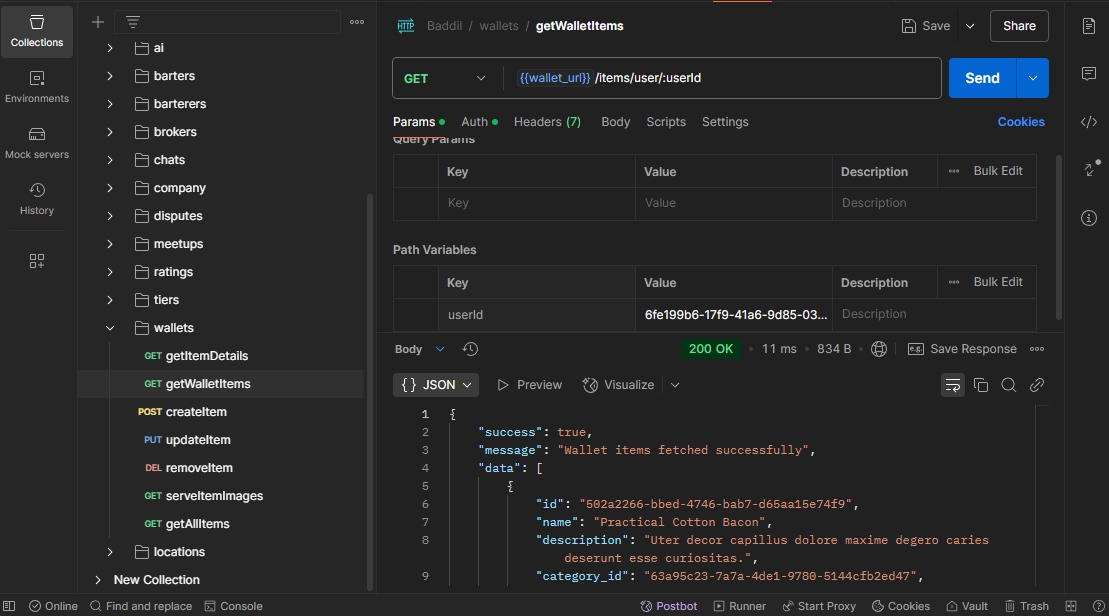 Collections
Environments
Mock servers
History
ai
barters
barterers
brokers
chats
company
disputes
meetups
ratings
tiers
wallets
GET getItemDetails
GET getWalletItems
POST createItem
PUT updateItem
DEL removeItem
GET serveItemImages
GET getAllItems
locations
New Collection
HTTP Baddil / wallets / getWalletItems
Save
Share
GET {{wallet_url}} /items/user/:userId
Send
Params Auth Headers (7) Body Scripts Settings
Cookies
Query Params
Key Value Description Bulk Edit
Key Value Description
Path Variables
Key Value Description Bulk Edit
userId 6fe199b6-17f9-41a6-9d85-03... Description
Body 200 OK 11 ms 834 B e.g. Save Response
{} JSON Preview Visualize
1 {
2 "success": true,
3 "message": "Wallet items fetched successfully",
4 "data": [
5 {
6 "id": "502a2266-bbed-4746-bab7-d65aa15e74f9",
7 "name": "Practical Cotton Bacon",
8 "description": "Uter decor capillus dolore maxime degero caries
deserunt esse curiositas.",
9 "category_id": "63a95c23-7a7a-4de1-9780-5144cfb2ed47",
Online Find and replace Console Postbot Runner Start Proxy Cookies Vault Trash